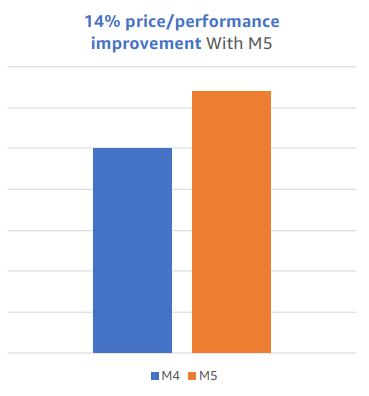 14% price/performance
improvement With M5
M4 M5